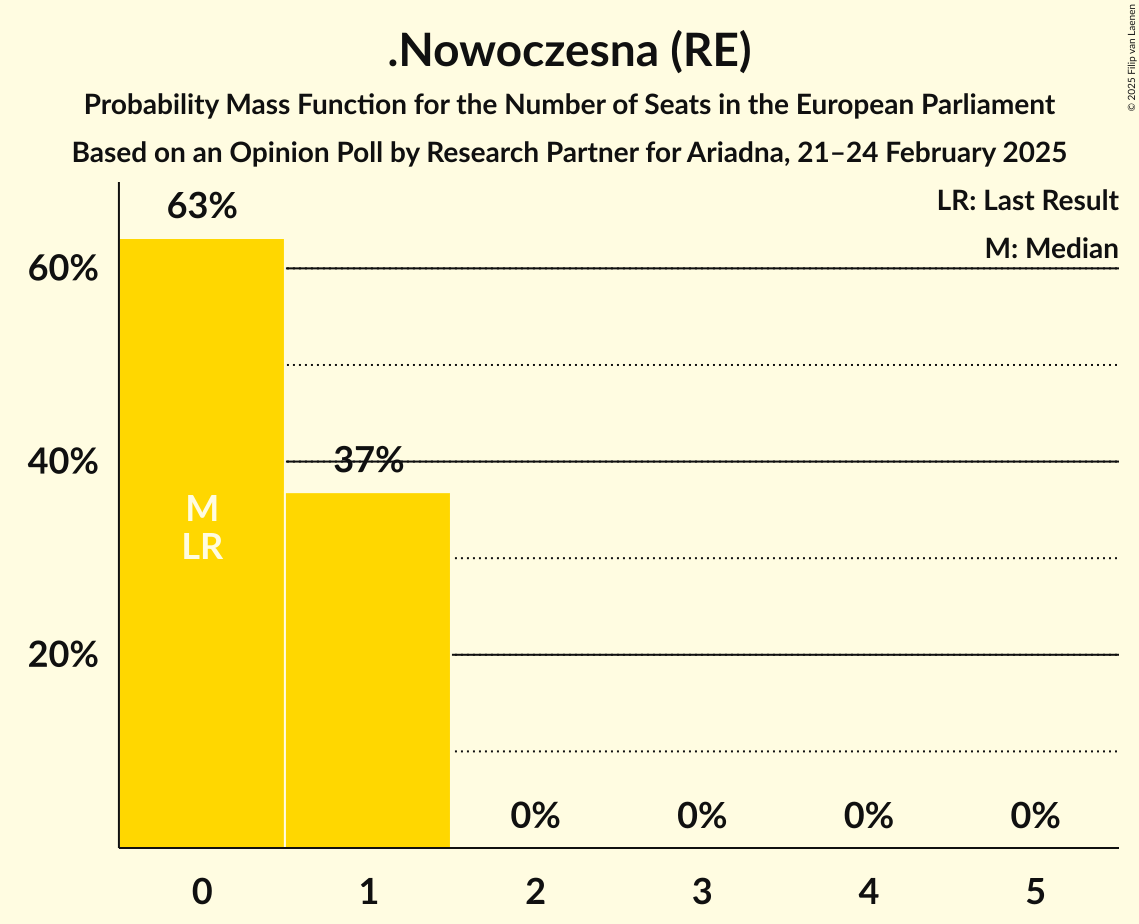 .Nowoczesna (RE)
Probability Mass Function for the Number of Seats in the European Parliament
Based on an Opinion Poll by Research Partner for Ariadna, 21–24 February 2025
© 2025 Filip van Laenen
LR: Last Result
M: Median
63%
60%
40%
37%
M
LR
20%
0%
0%
0%
0%
0
1
2
3
4
5